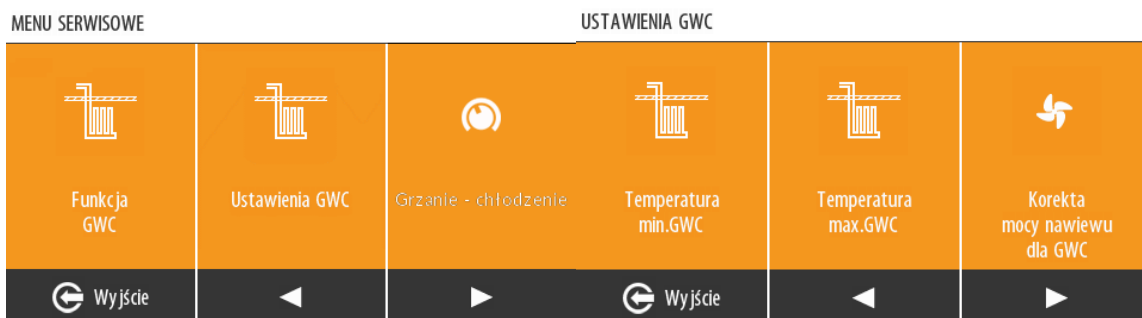 MENU SERWISOWE
Funkcja
GWC
Ustawienia GWC
Grzanie - chłodzenie
Wyjście
USTAWIENIA GWC
Temperatura
min.GWC
Temperatura
max.GWC
Korekta
mocy nawiewu
dla GWC
Wyjście